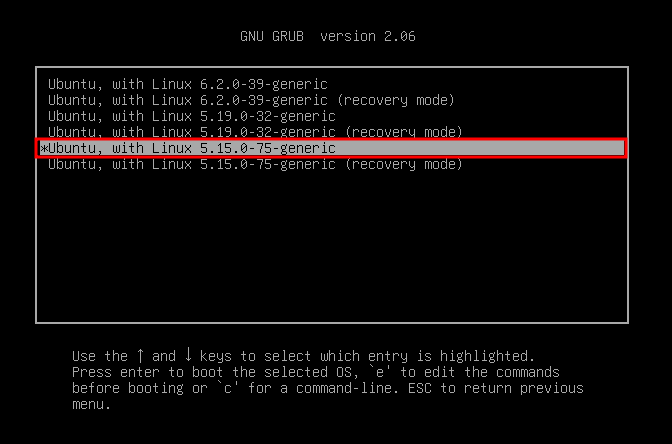 GNU GRUB  version 2.06
Ubuntu, with Linux 6.2.0-39-generic
Ubuntu, with Linux 6.2.0-39-generic (recovery mode)
Ubuntu, with Linux 5.19.0-32-generic
Ubuntu, with Linux 5.19.0-32-generic (recovery mode)
*Ubuntu, with Linux 5.15.0-75-generic
Ubuntu, with Linux 5.15.0-75-generic (recovery mode)
Use the ↑ and ↓ keys to select which entry is highlighted.
Press enter to boot the selected OS, `e' to edit the commands
before booting or `c' for a command-line. ESC to return previous
menu.